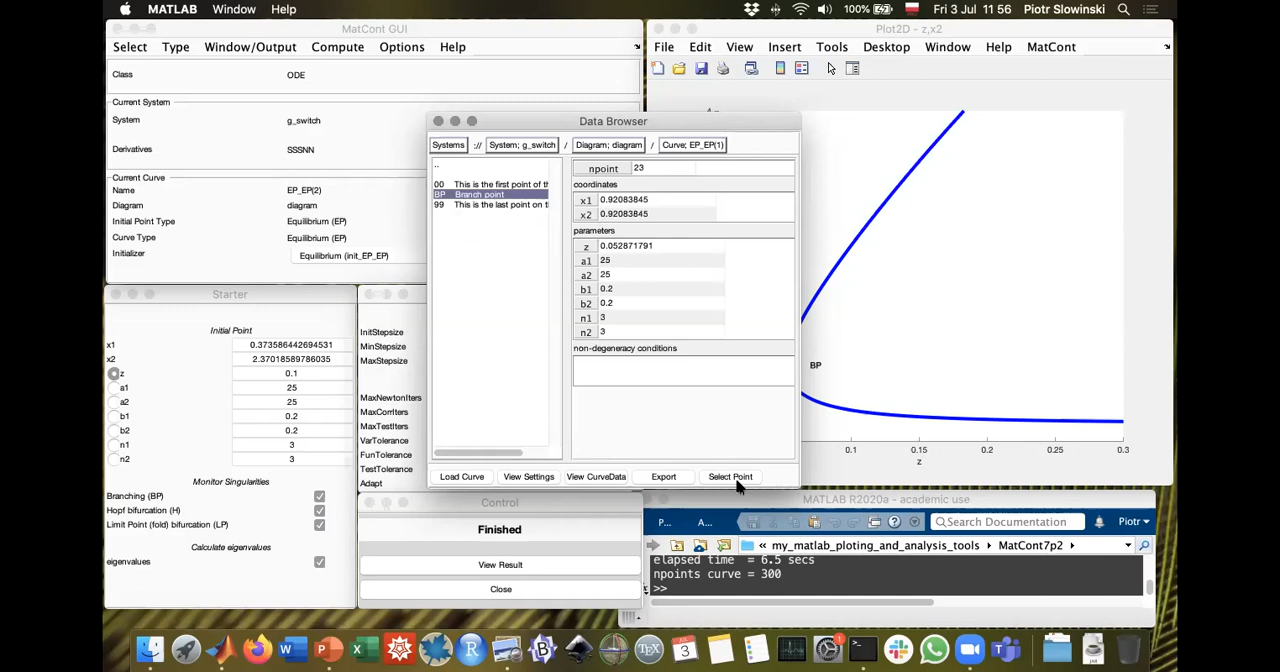 MATLAB Window Help
100% Fri 3 Jul 11 56 Piotr Slowinski
MatCont GUI
Select Type Window/Output Compute Options Help
Class ODE
Current System
System g_switch
Derivatives SSSNN
Current Curve
Name EP_EP(2)
Diagram diagram
Initial Point Type Equilibrium (EP)
Curve Type Equilibrium (EP)
Initializer Equilibrium (init_EP_EP)
Plot2D - z,x2
File Edit View Insert Tools Desktop Window Help MatCont
BP
0.1 0.15 0.2 0.25 0.3
z
Data Browser
Systems :// System; g_switch / Diagram; diagram / Curve; EP_EP(1)
..
00 This is the first point of th
BP Branch point
99 This is the last point on th
npoint 23
coordinates
x1 0.92083845
x2 0.92083845
parameters
z 0.052871791
a1 25
a2 25
b1 0.2
b2 0.2
n1 3
n2 3
non-degeneracy conditions
Load Curve View Settings View CurveData Export Select Point
Starter
Initial Point
x1 0.373586442694531
x2 2.37018589786035
z 0.1
a1 25
a2 25
b1 0.2
b2 0.2
n1 3
n2 3
Monitor Singularities
Branching (BP)
Hopf bifurcation (H)
Limit Point (fold) bifurcation (LP)
Calculate eigenvalues
eigenvalues
InitStepsize
MinStepsize
MaxStepsize
MaxNewtonIters
MaxCorrIters
MaxTestIters
VarTolerance
FunTolerance
TestTolerance
Adapt
Control
Finished
View Result
Close
MATLAB R2020a - academic use
P... A... Search Documentation Piotr
« my_matlab_ploting_and_analysis_tools MatCont7p2
elapsed time = 6.5 secs
npoints curve = 300
>>